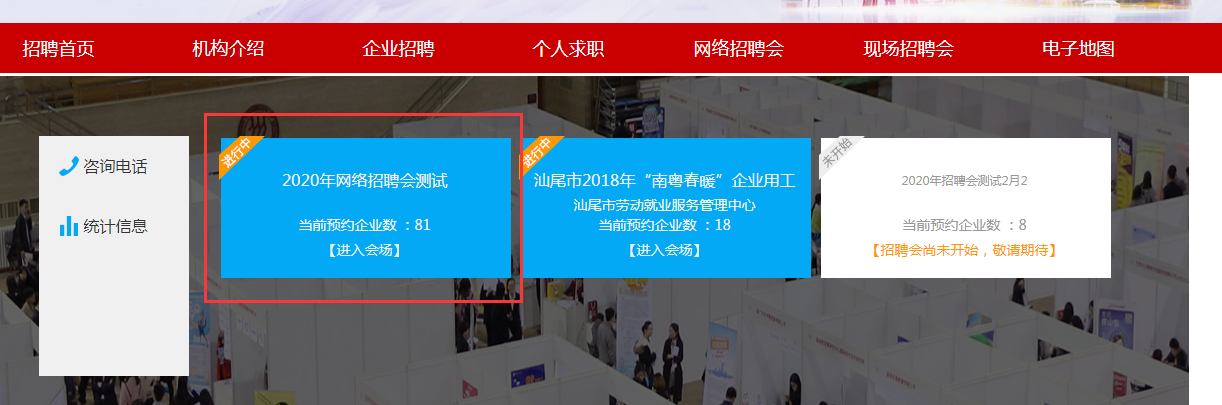 招聘首页
机构介绍
企业招聘
个人求职
网络招聘会
现场招聘会
电子地图
咨询电话
统计信息
进行中
2020年网络招聘会测试
当前预约企业数 ：81
【进入会场】
进行中
汕尾市2018年“南粤春暖”企业用工
汕尾市劳动就业服务管理中心
当前预约企业数 ：18
【进入会场】
未开始
2020年招聘会测试2月2
当前预约企业数 ：8
【招聘会尚未开始，敬请期待】